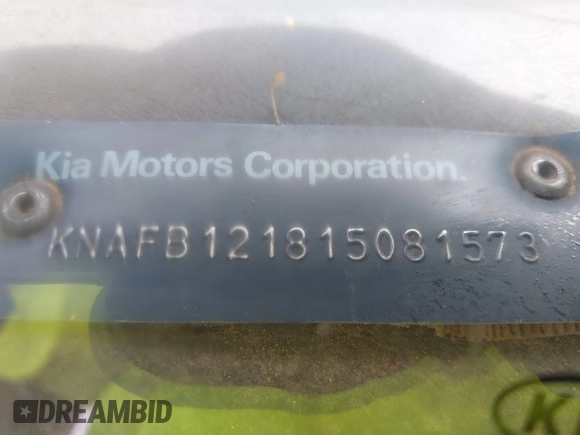 Kia Motors Corporation.
KNAFB121815081573
DREAMBID